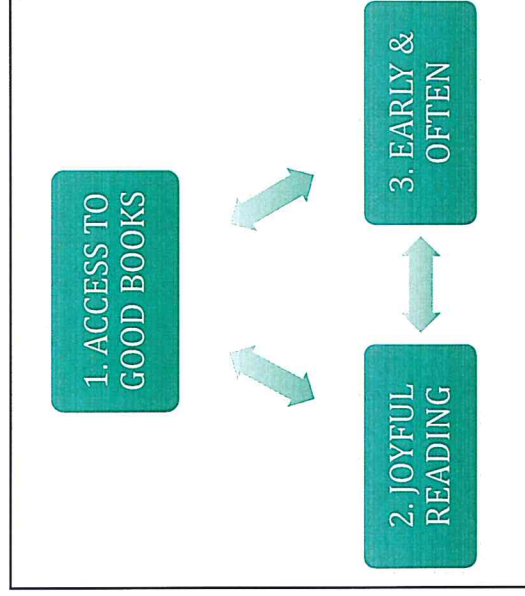 1. ACCESS TO
GOOD BOOKS
2. JOYFUL
READING
3. EARLY &
OFTEN